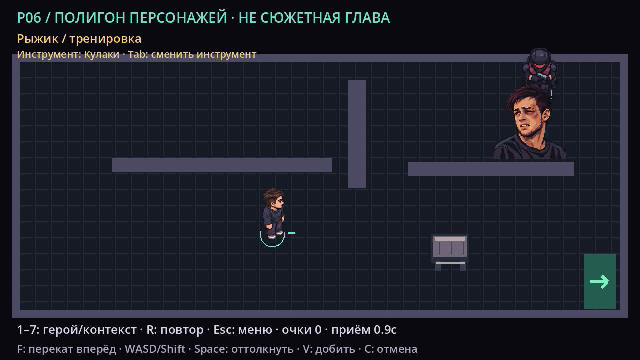 P06 / ПОЛИГОН ПЕРСОНАЖЕЙ · НЕ СЮЖЕТНАЯ ГЛАВА
Рыжик / тренировка
Инструмент: Кулаки · Tab: сменить инструмент
1–7: герой/контекст · R: повтор · Esc: меню · очки 0 · приём 0.9с
F: перекат вперёд · WASD/Shift · Space: оттолкнуть · V: добить · C: отмена